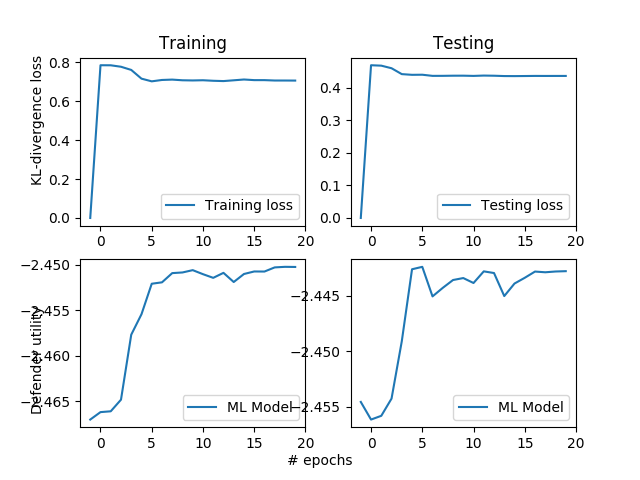 Training
Testing
KL-divergence loss
0.8
0.6
0.4
0.2
0.0
Training loss
0 5 10 15 20
0.4
0.3
0.2
0.1
0.0
Testing loss
0 5 10 15 20
Defender utility
−2.450
−2.455
−2.460
−2.465
ML Model
0 5 10 15 20
−2.445
−2.450
−2.455
ML Model
0 5 10 15 20
# epochs